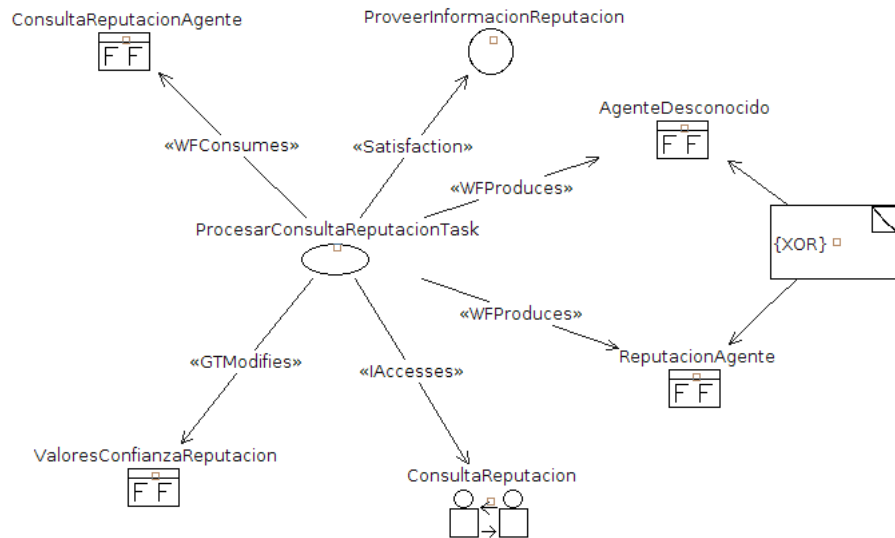 ConsultaReputacionAgente
F F
ProveerInformacionReputacion
AgenteDesconocido
F F
«WFConsumes»
«Satisfaction»
«WFProduces»
ProcesarConsultaReputacionTask
{XOR}
«WFProduces»
«GTModifies»
«IAccesses»
ReputacionAgente
F F
ValoresConfianzaReputacion
F F
ConsultaReputacion